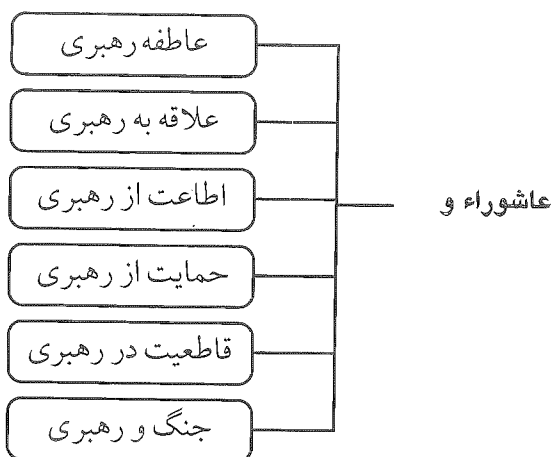 عاشوراء و
عاطفه رهبری
علاقه به رهبری
اطاعت از رهبری
حمایت از رهبری
قاطعیت در رهبری
جنگ و رهبری